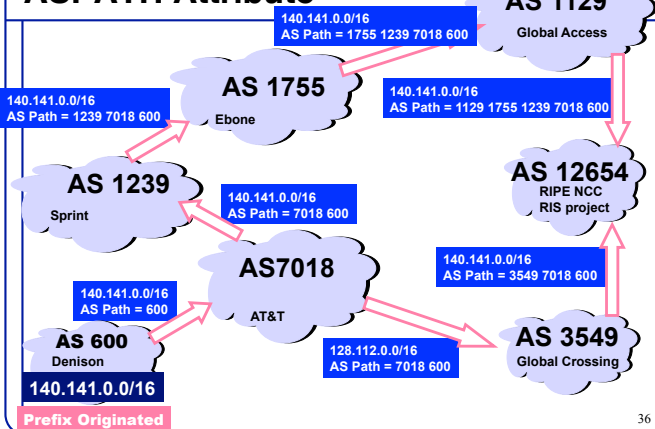 ASPATH Attribute
140.141.0.0/16
AS Path = 1755 1239 7018 600
AS 1129
Global Access
AS 1755
Ebone
140.141.0.0/16
AS Path = 1239 7018 600
140.141.0.0/16
AS Path = 1129 1755 1239 7018 600
AS 1239
Sprint
140.141.0.0/16
AS Path = 7018 600
AS 12654
RIPE NCC
RIS project
AS7018
AT&T
140.141.0.0/16
AS Path = 3549 7018 600
140.141.0.0/16
AS Path = 600
AS 600
Denison
140.141.0.0/16
128.112.0.0/16
AS Path = 7018 600
AS 3549
Global Crossing
Prefix Originated
36